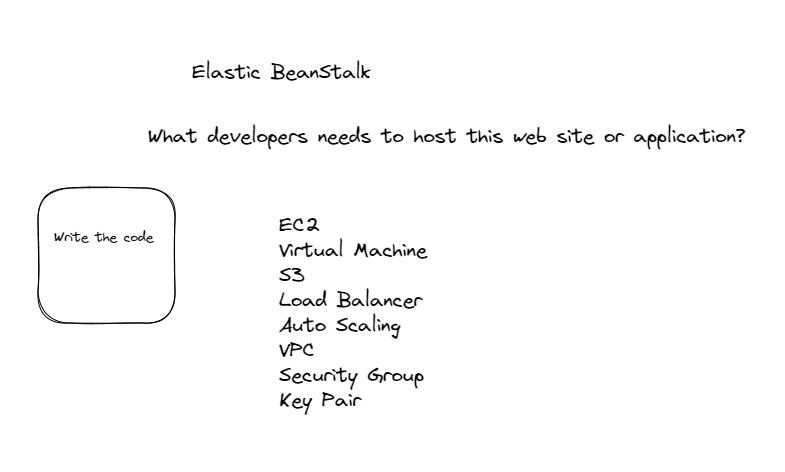 Elastic BeanStalk
What developers needs to host this web site or application?
Write the code
EC2
Virtual Machine
S3
Load Balancer
Auto Scaling
VPC
Security Group
Key Pair